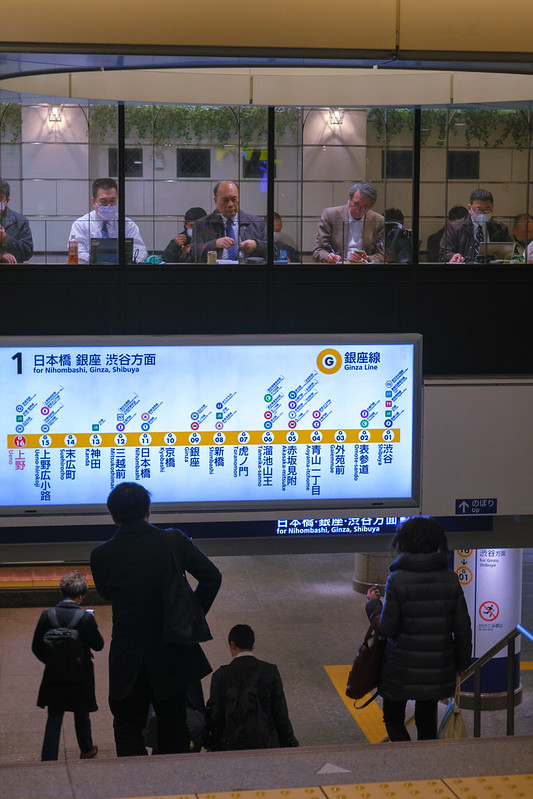 1 日本橋 銀座 渋谷方面
for Nihombashi, Ginza, Shibuya
G 銀座線
Ginza Line
G 16 G 15 G 14 G 13 G 12 G 11 G 10 G 09 G 08 G 07 G 06 G 05 G 04 G 03 G 02 G 01
上野 上野広小路 末広町 神田 三越前 日本橋 京橋 銀座 新橋 虎ノ門 溜池山王 赤坂見附 青山一丁目 外苑前 表参道 渋谷
Ueno Ueno-hirokoji Suehirocho Kanda Mitsukoshimae Nihombashi Kyobashi Ginza Shimbashi Toranomon Tameike-sanno Akasaka-mitsuke Aoyama-itchome Gaiemmae Omote-sando Shibuya
↑ のぼり
Up
日本橋・銀座・渋谷方面
for Nihombashi, Ginza, Shibuya
渋谷方面
Shibuya
01